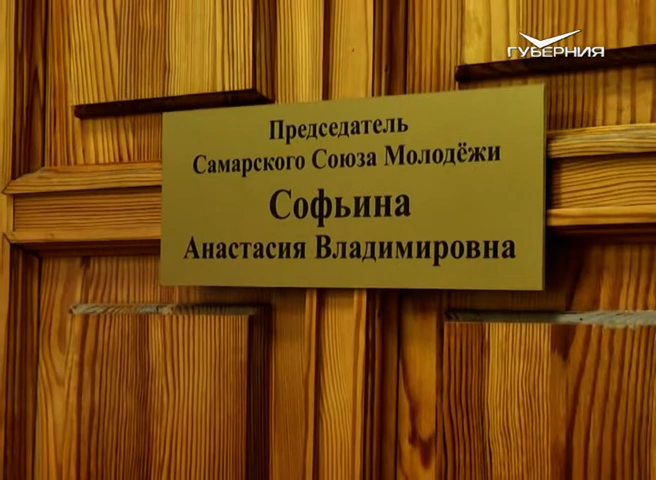 ГУБЕРНИЯ
Председатель
Самарского Союза Молодёжи
Софьина
Анастасия Владимировна